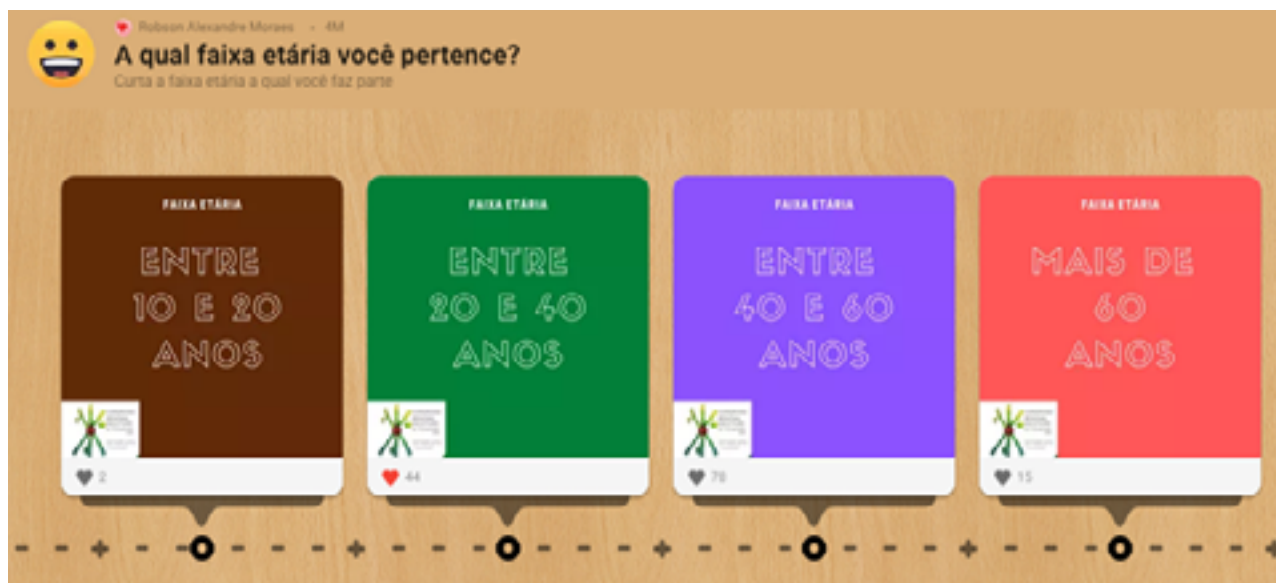 Robson Alexandre Moraes • 4M
A qual faixa etária você pertence?
Curta a faixa etária a qual você faz parte
FAIXA ETÁRIA
ENTRE
10 E 20
ANOS
2
FAIXA ETÁRIA
ENTRE
20 E 40
ANOS
44
FAIXA ETÁRIA
ENTRE
40 E 60
ANOS
FAIXA ETÁRIA
MAIS DE
60
ANOS
15